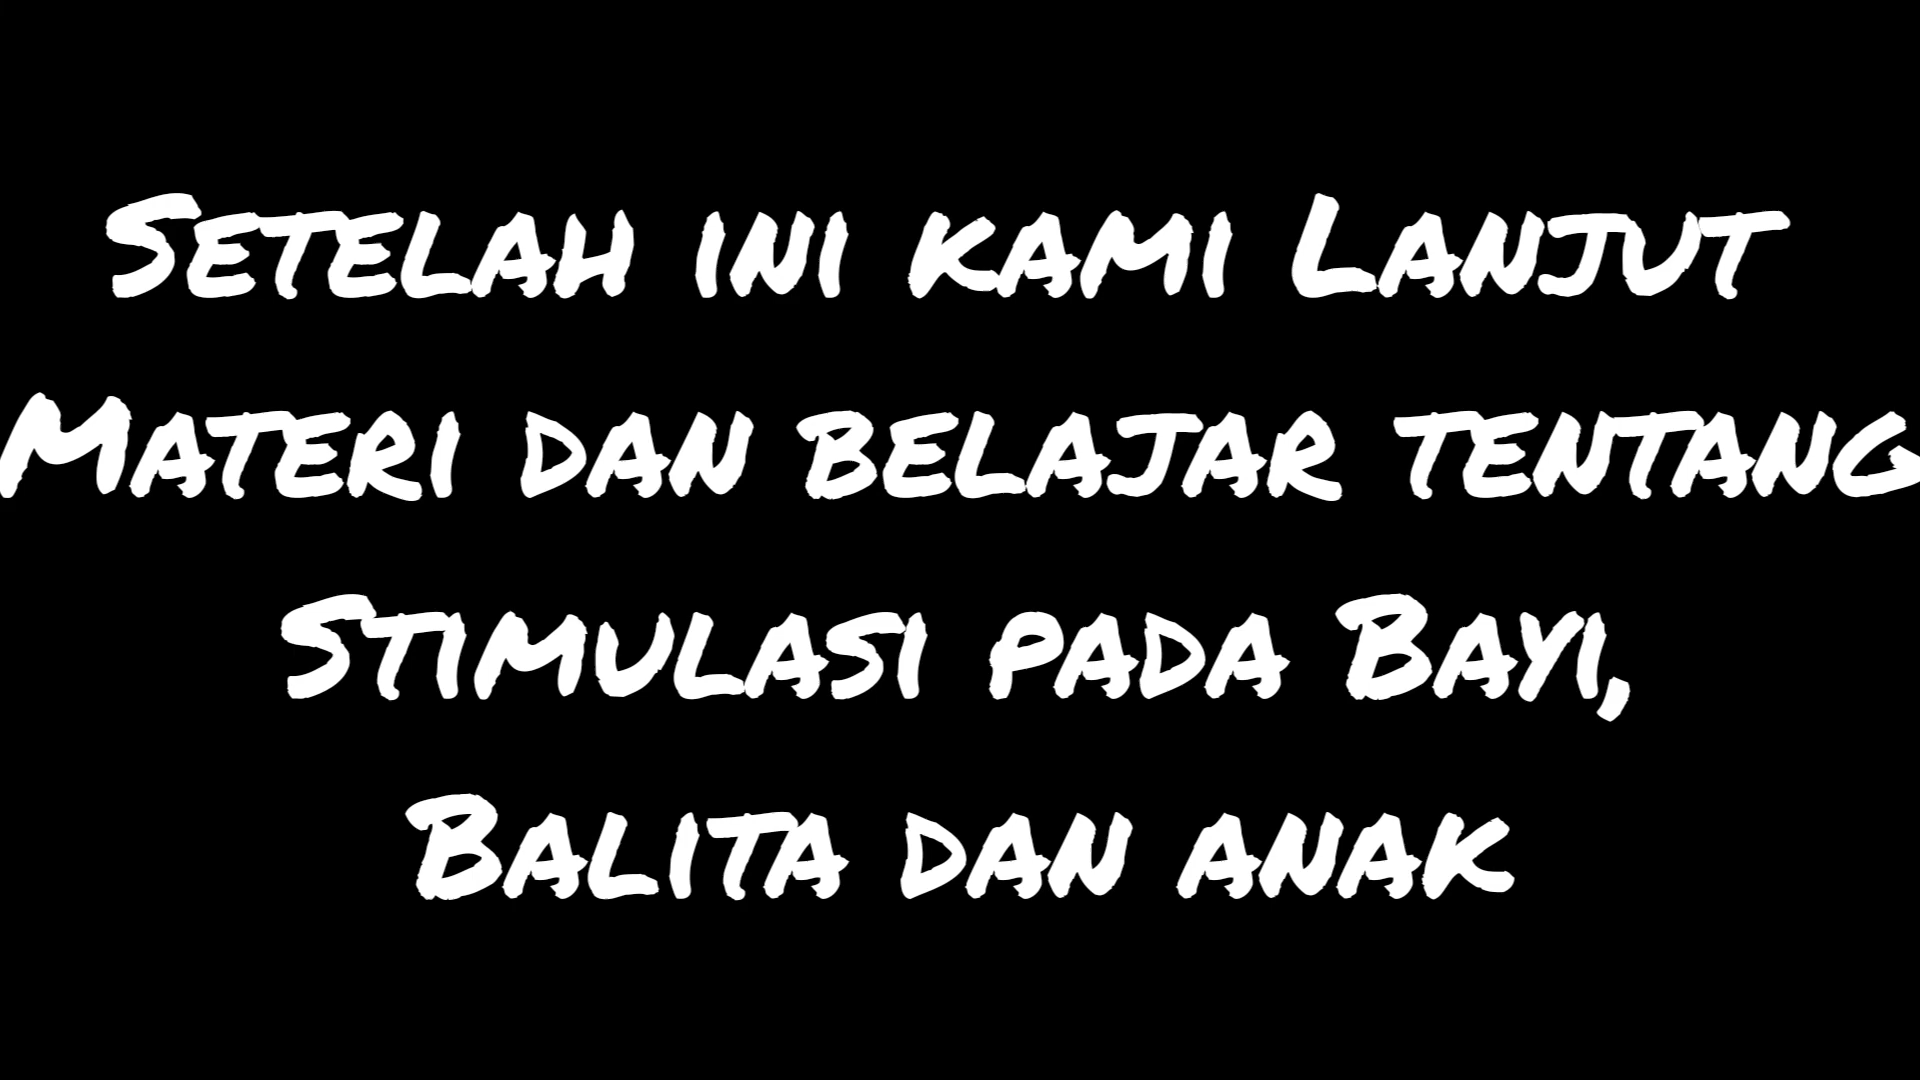 Setelah ini kami Lanjut
Materi dan belajar tentang
Stimulasi pada Bayi,
Balita dan anak